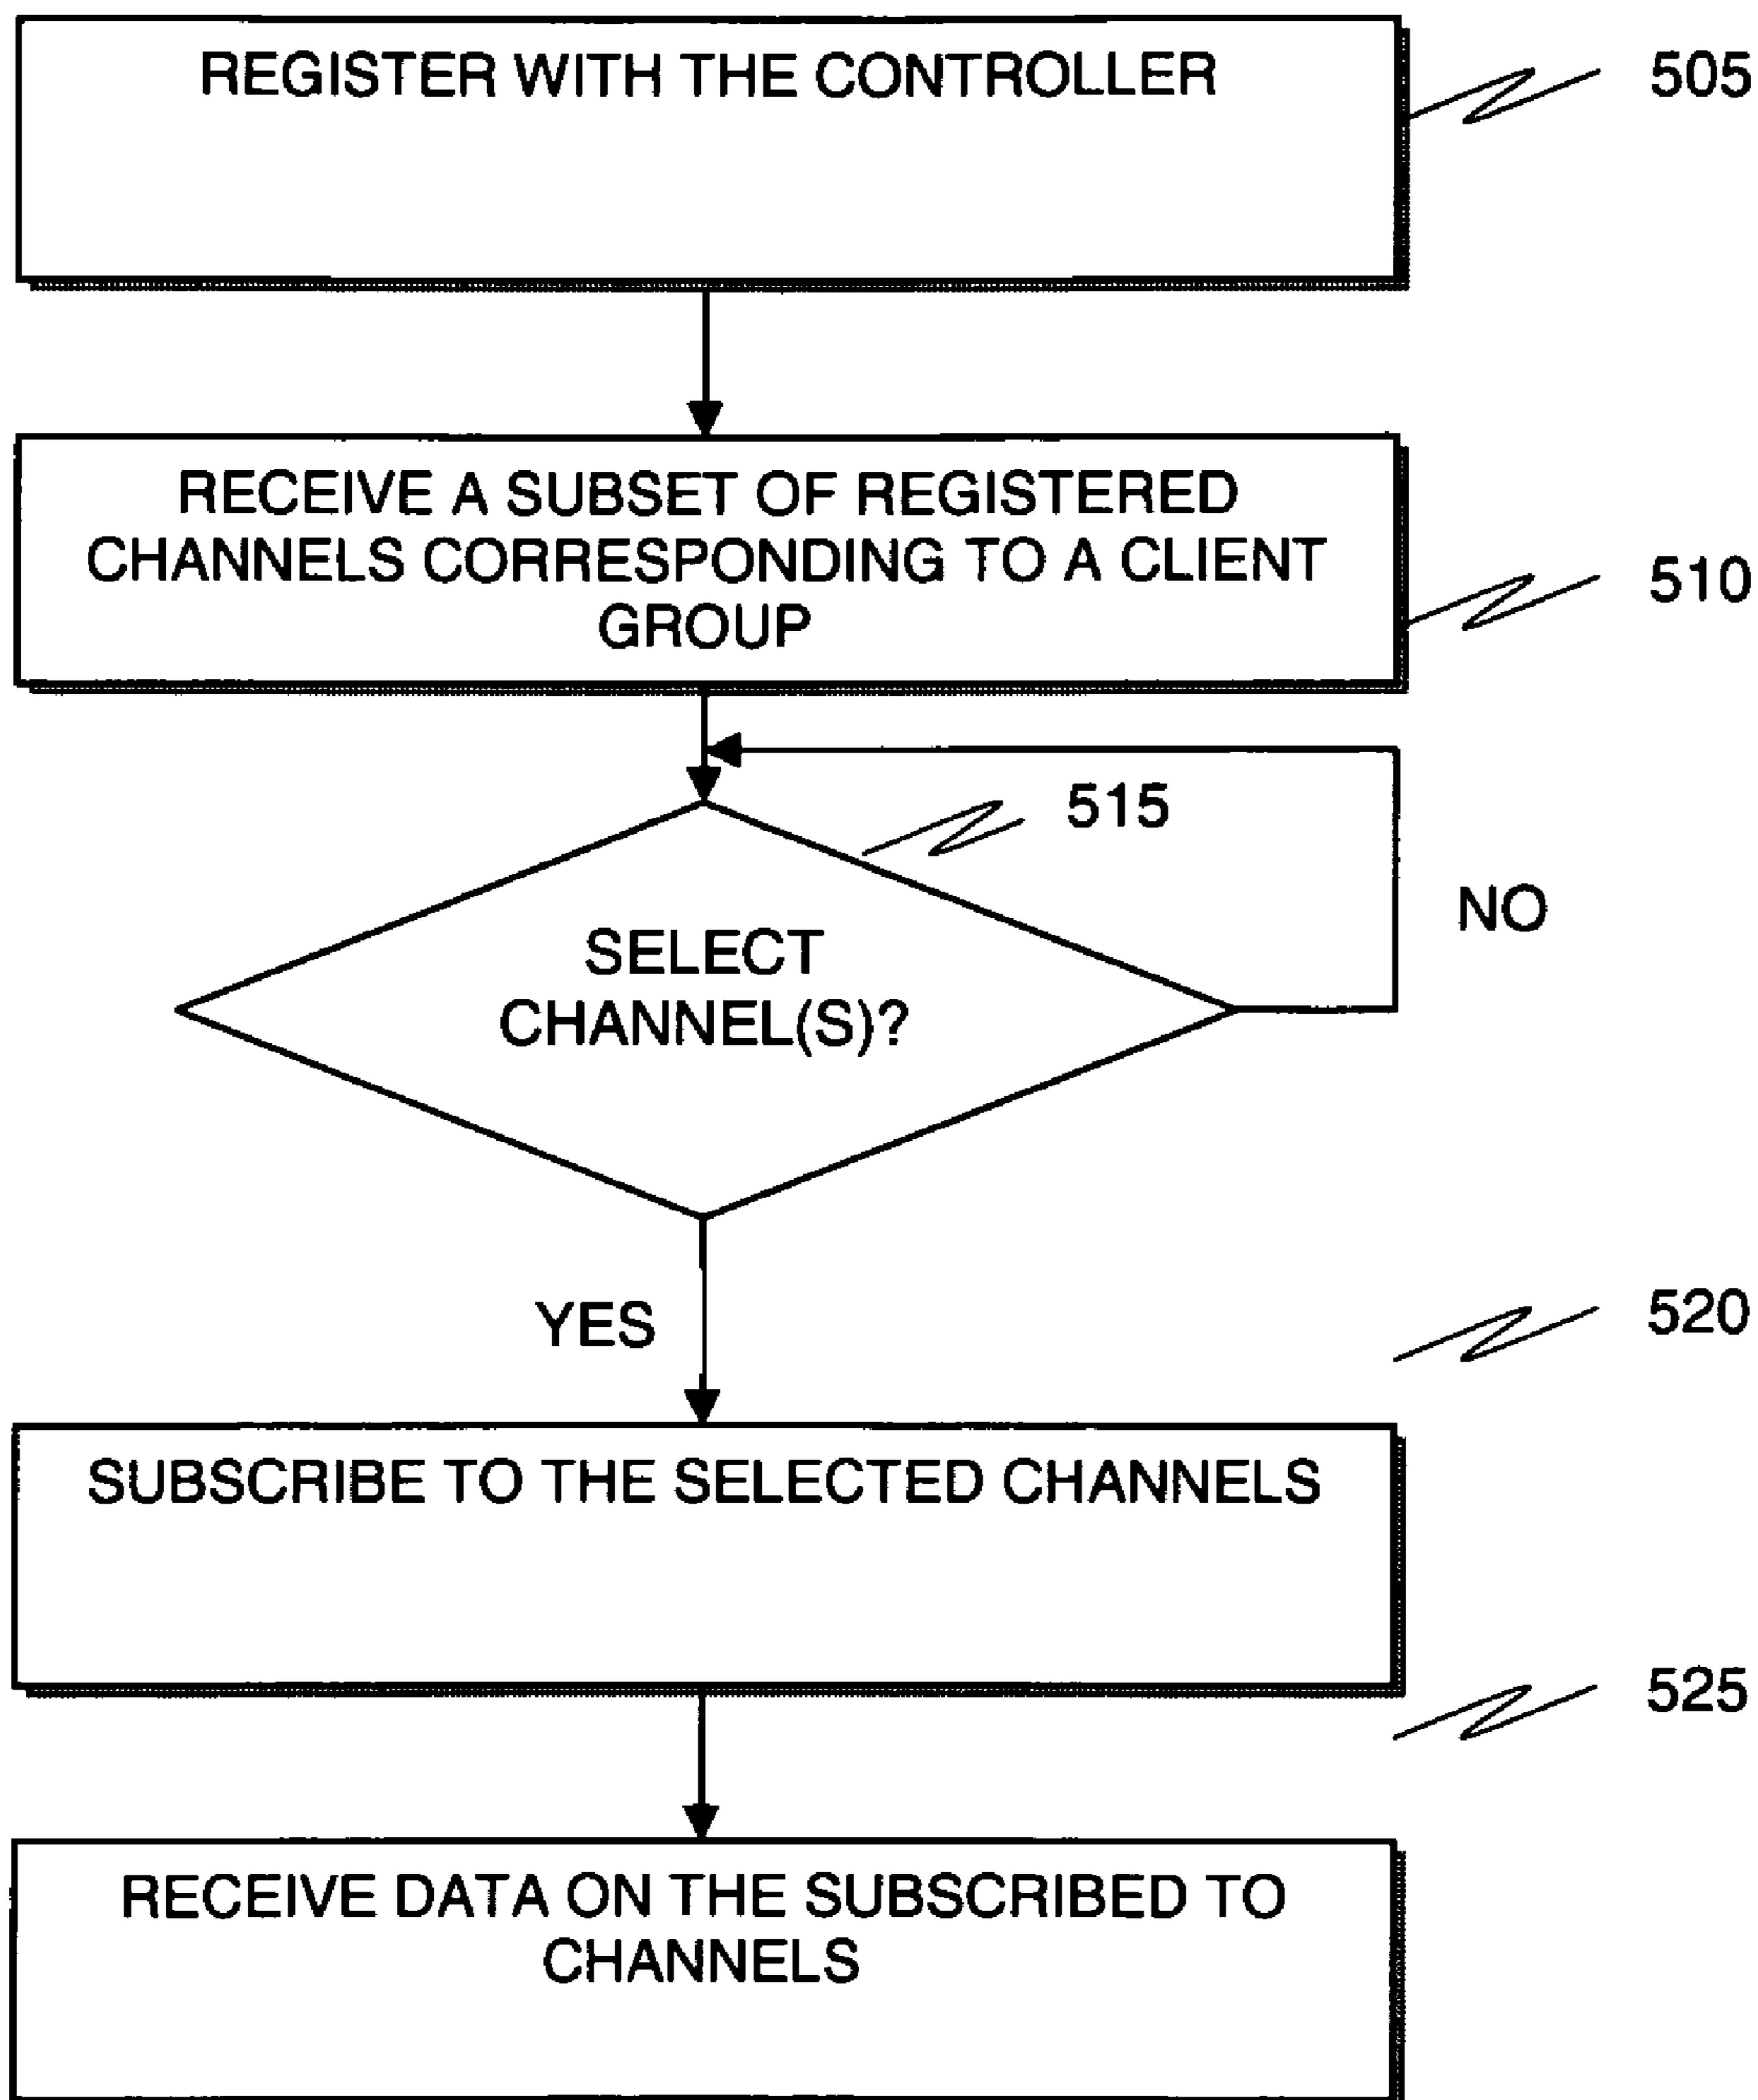 REGISTER WITH THE CONTROLLER
505
RECEIVE A SUBSET OF REGISTERED
CHANNELS CORRESPONDING TO A CLIENT
GROUP
510
515
SELECT
CHANNEL(S)?
NO
YES
520
SUBSCRIBE TO THE SELECTED CHANNELS
525
RECEIVE DATA ON THE SUBSCRIBED TO
CHANNELS